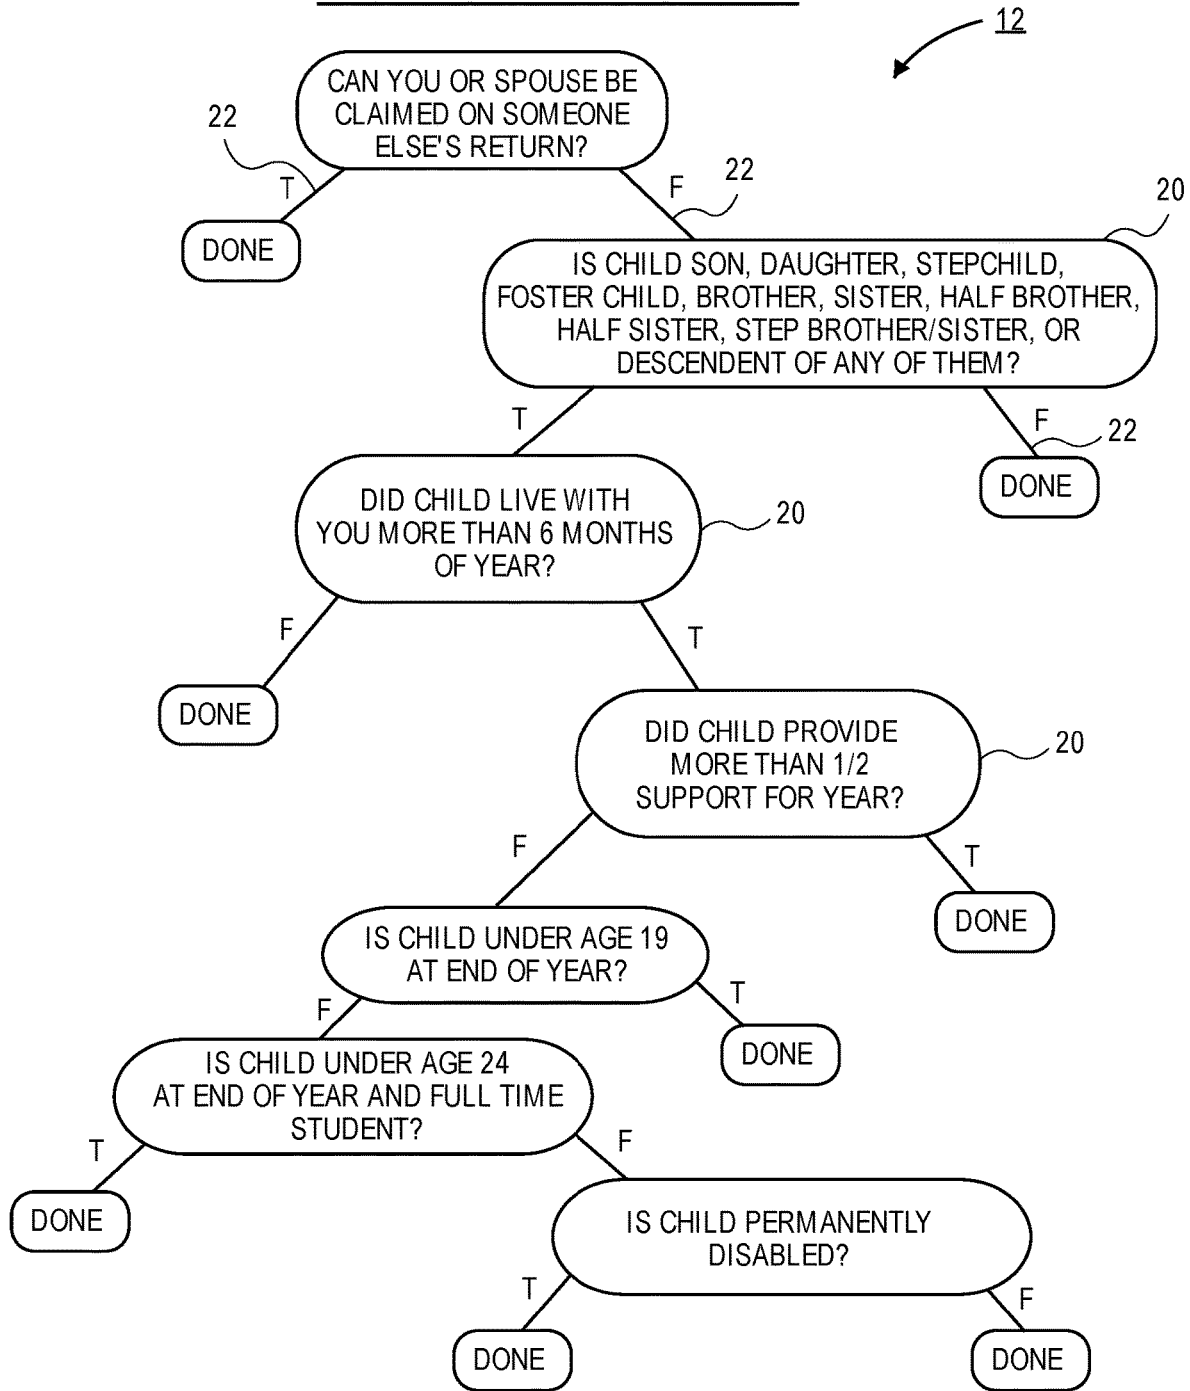 12
CAN YOU OR SPOUSE BE
CLAIMED ON SOMEONE
ELSE'S RETURN?
22
T
F
22
DONE
20
IS CHILD SON, DAUGHTER, STEPCHILD,
FOSTER CHILD, BROTHER, SISTER, HALF BROTHER,
HALF SISTER, STEP BROTHER/SISTER, OR
DESCENDENT OF ANY OF THEM?
T
F
22
DONE
DID CHILD LIVE WITH
YOU MORE THAN 6 MONTHS
OF YEAR?
20
F
T
DONE
DID CHILD PROVIDE
MORE THAN 1/2
SUPPORT FOR YEAR?
20
F
T
DONE
IS CHILD UNDER AGE 19
AT END OF YEAR?
F
T
DONE
IS CHILD UNDER AGE 24
AT END OF YEAR AND FULL TIME
STUDENT?
T
F
DONE
IS CHILD PERMANENTLY
DISABLED?
T
F
DONE
DONE